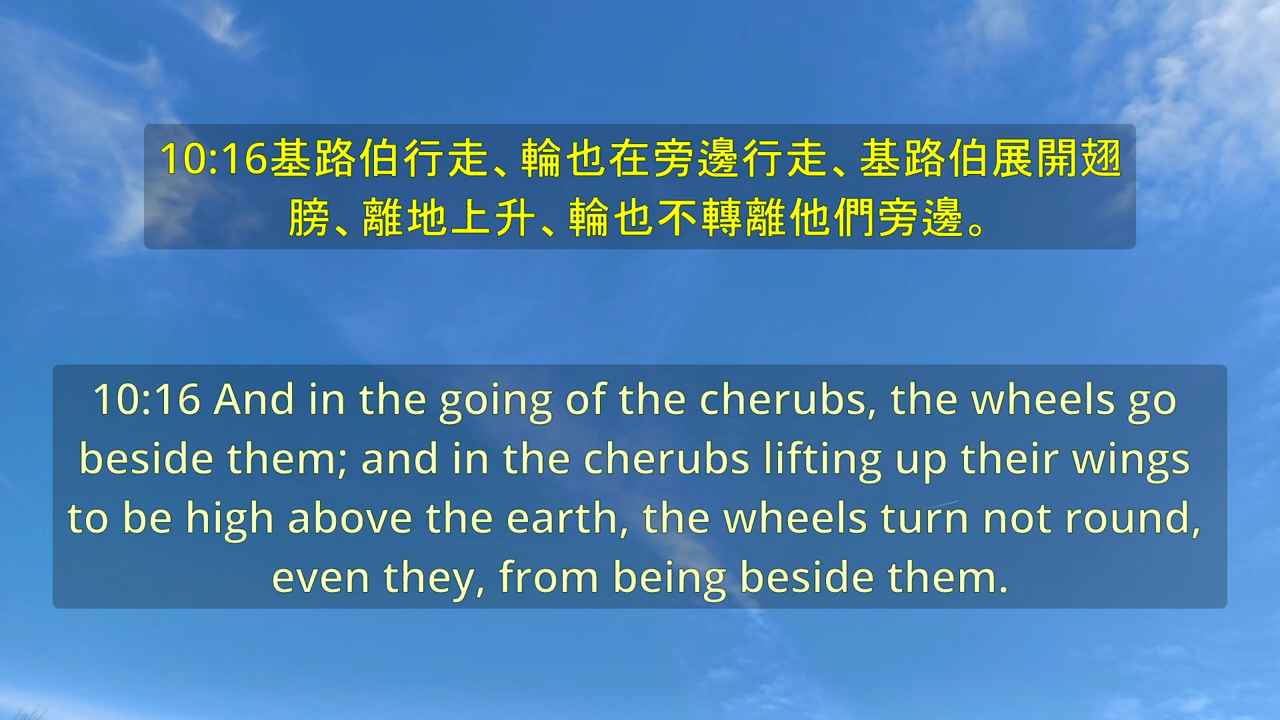 10:16基路伯行走、輪也在旁邊行走、基路伯展開翅
膀、離地上升、輪也不轉離他們旁邊。
10:16 And in the going of the cherubs, the wheels go
beside them; and in the cherubs lifting up their wings
to be high above the earth, the wheels turn not round,
even they, from being beside them.